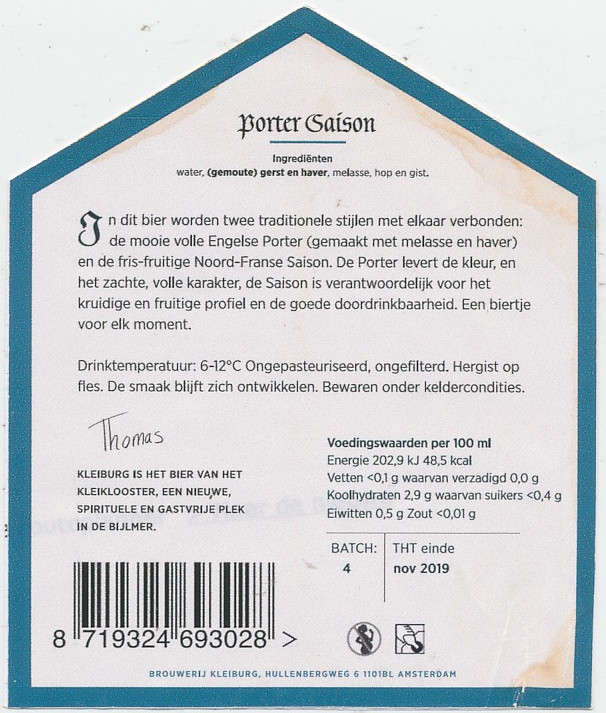 Porter Saison
Ingrediënten
water, (gemoute) gerst en haver, melasse, hop en gist.
In dit bier worden twee traditionele stijlen met elkaar verbonden:
de mooie volle Engelse Porter (gemaakt met melasse en haver)
en de fris-fruitige Noord-Franse Saison. De Porter levert de kleur, en
het zachte, volle karakter, de Saison is verantwoordelijk voor het
kruidige en fruitige profiel en de goede doordrinkbaarheid. Een biertje
voor elk moment.
Drinktemperatuur: 6-12°C Ongepasteuriseerd, ongefilterd. Hergist op
fles. De smaak blijft zich ontwikkelen. Bewaren onder keldercondities.
Thomas
KLEIBURG IS HET BIER VAN HET
KLEIKLOOSTER, EEN NIEUWE,
SPIRITUELE EN GASTVRIJE PLEK
IN DE BIJLMER.
Voedingswaarden per 100 ml
Energie 202,9 kJ 48,5 kcal
Vetten <0,1 g waarvan verzadigd 0,0 g
Koolhydraten 2,9 g waarvan suikers <0,4 g
Eiwitten 0,5 g Zout <0,01 g
BATCH: THT einde
4 nov 2019
8 719324 693028 >
BROUWERIJ KLEIBURG, HULLENBERGWEG 6 1101BL AMSTERDAM